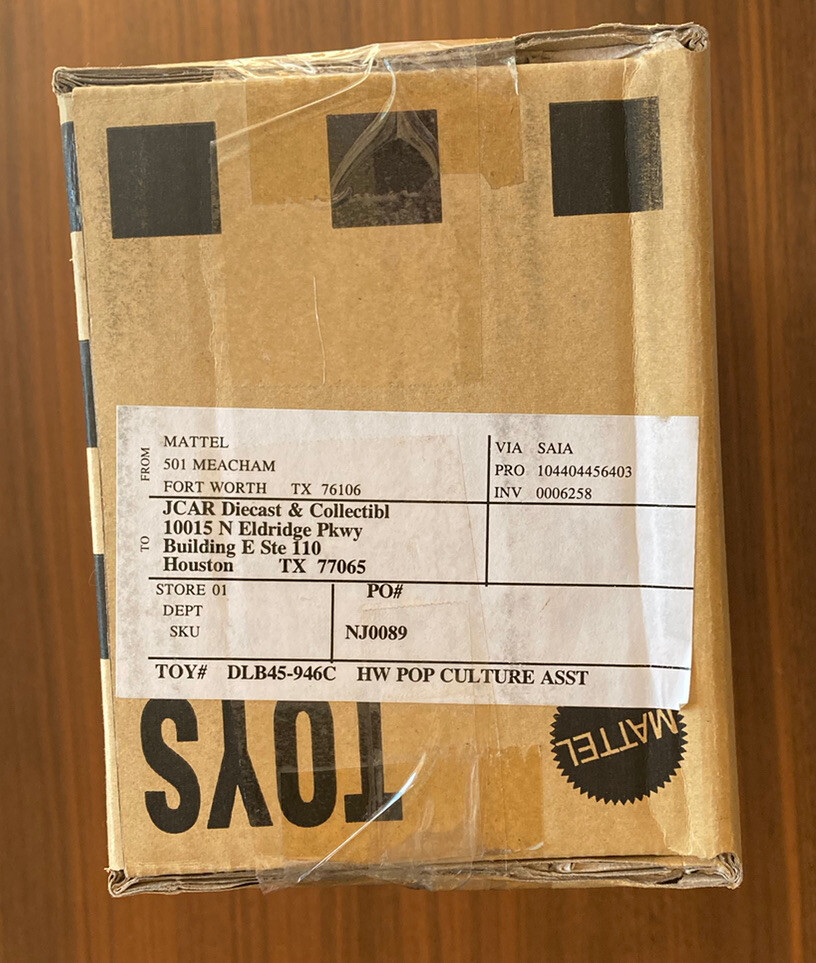 FROM
MATTEL
501 MEACHAM
FORT WORTH TX 76106
VIA SAIA
PRO 104404456403
INV 0006258
TO
JCAR Diecast & Collectibl
10015 N Eldridge Pkwy
Building E Ste 110
Houston TX 77065
STORE 01
DEPT
SKU
PO#
NJ0089
TOY# DLB45-946C HW POP CULTURE ASST
TOYS
MATTEL